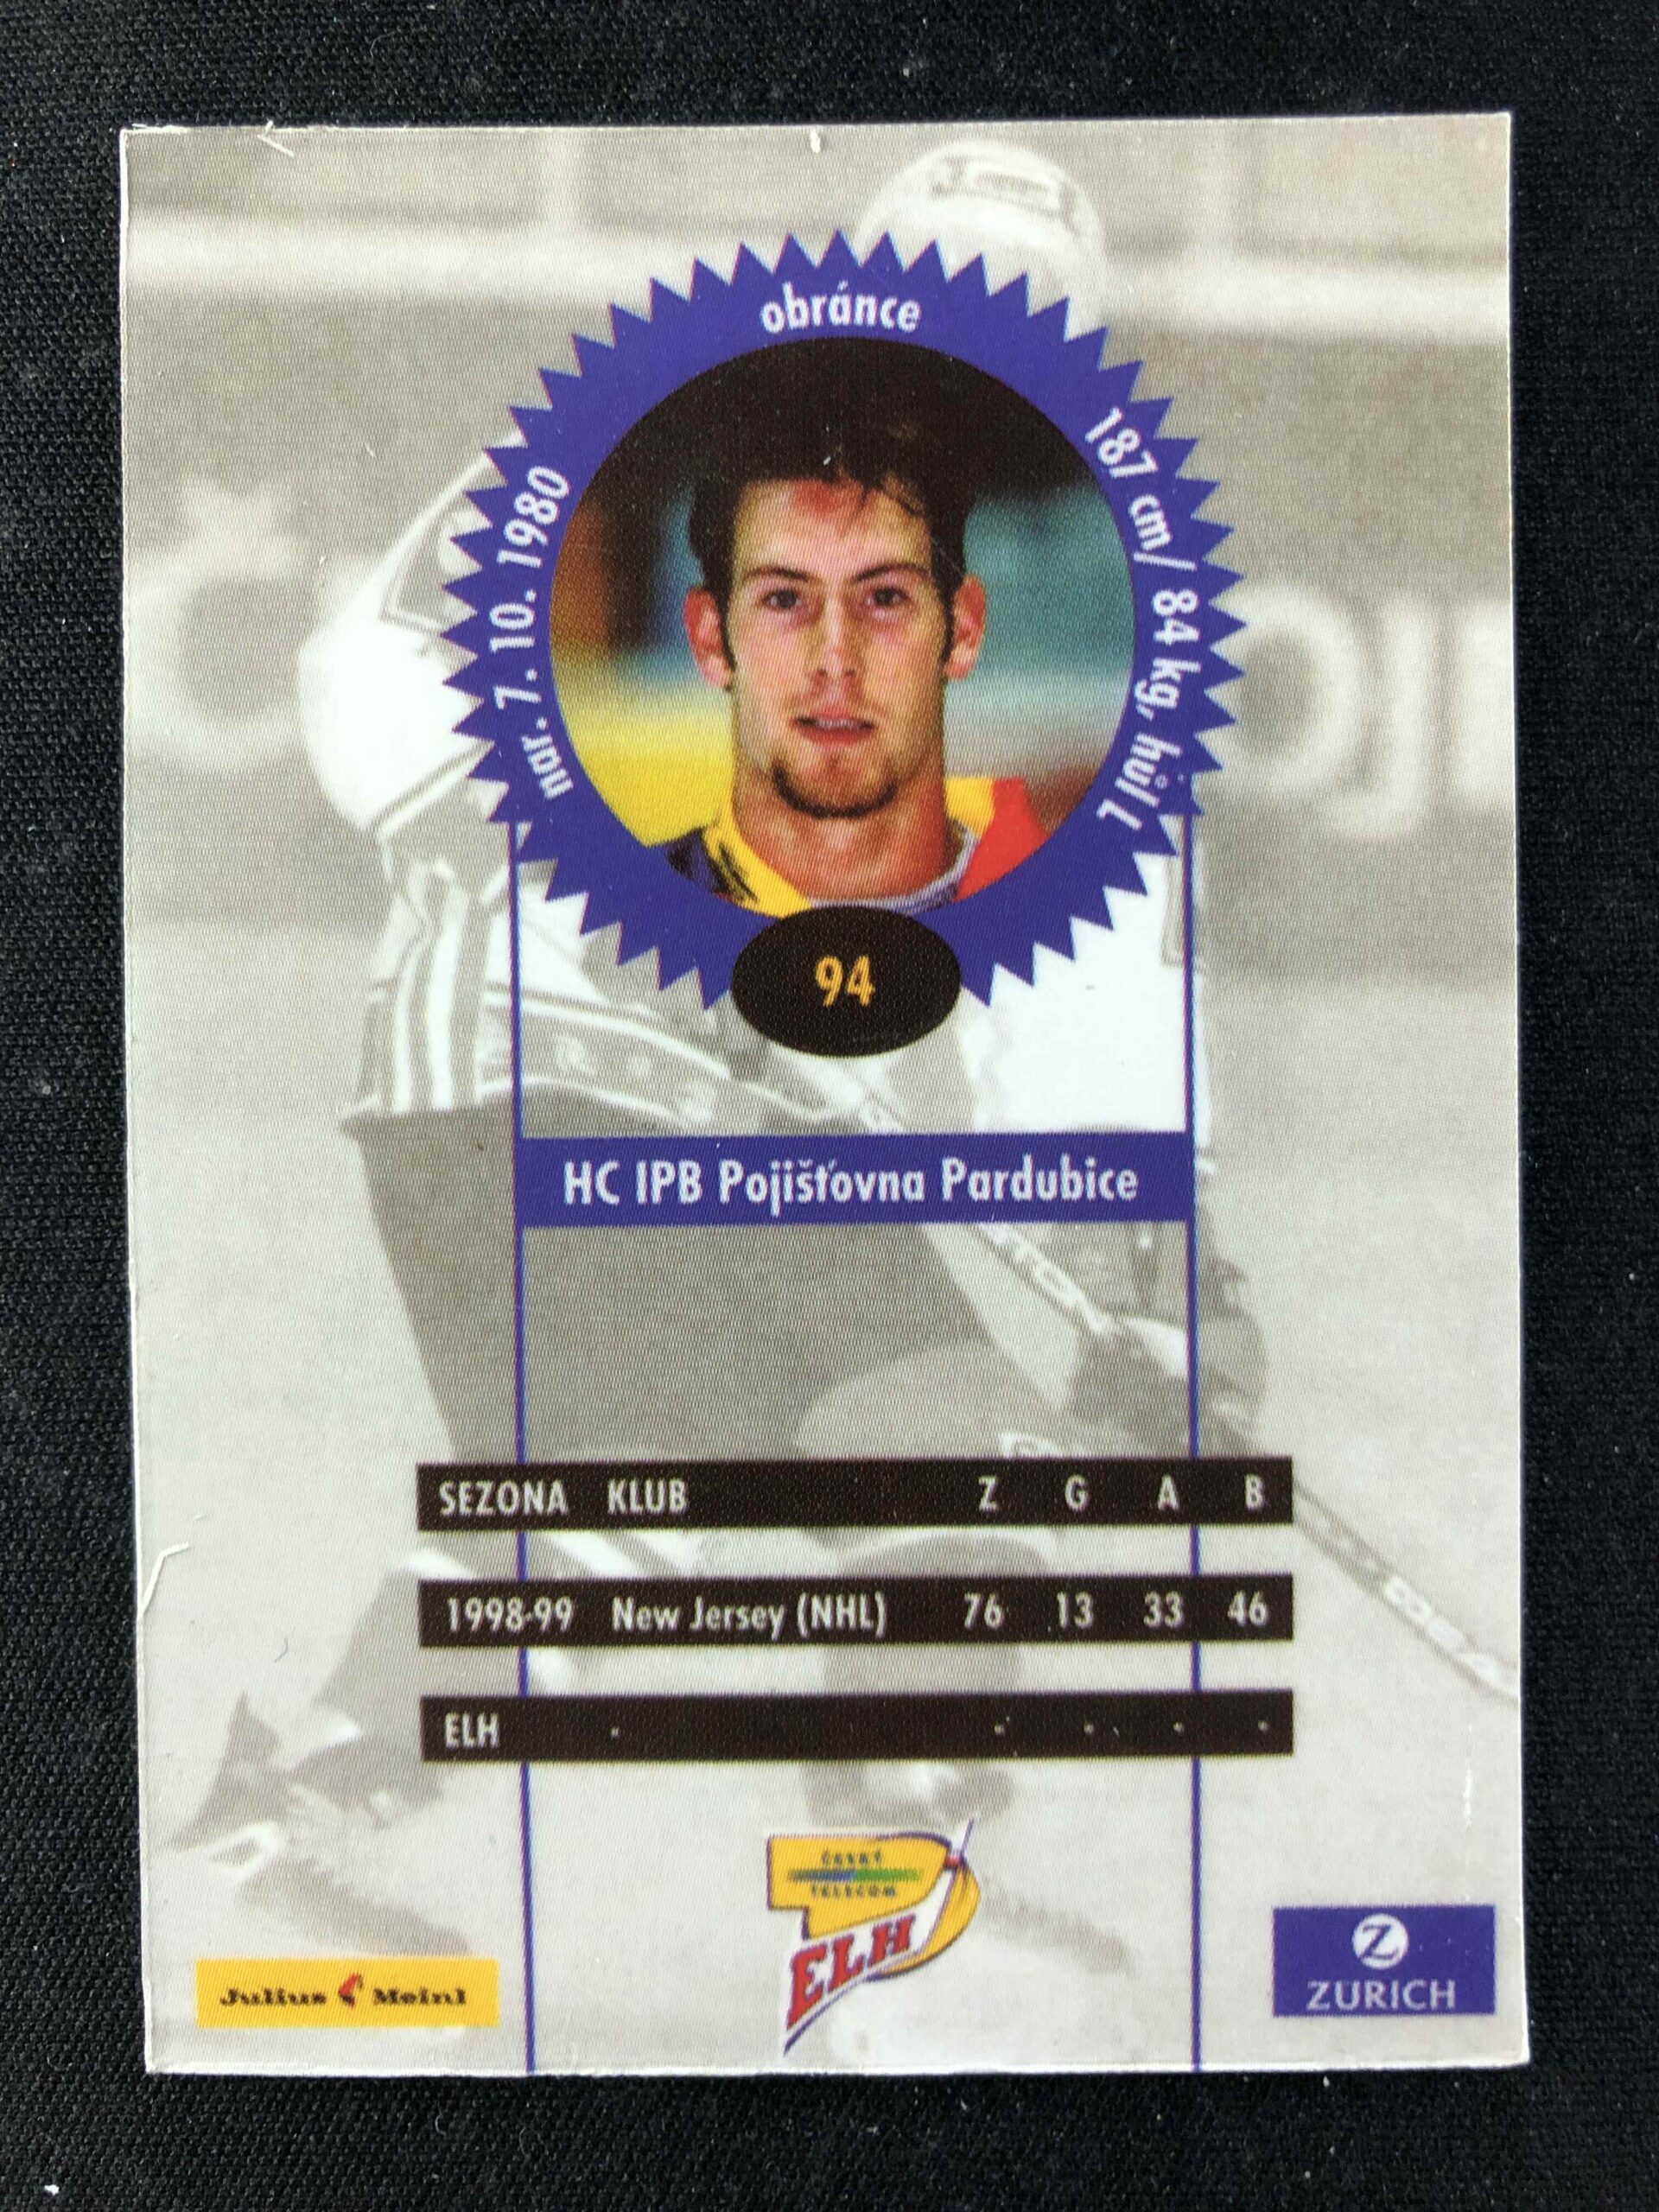 obránce
nar. 7. 10. 1980
187 cm/ 84 kg, hůl L
94
HC IPB Pojišťovna Pardubice
SEZONA KLUB Z G A B
1998-99 New Jersey (NHL) 76 13 33 46
ELH - - - - -
ČESKÝ
TELECOM
ELH
Julius Meinl
Z
ZURICH